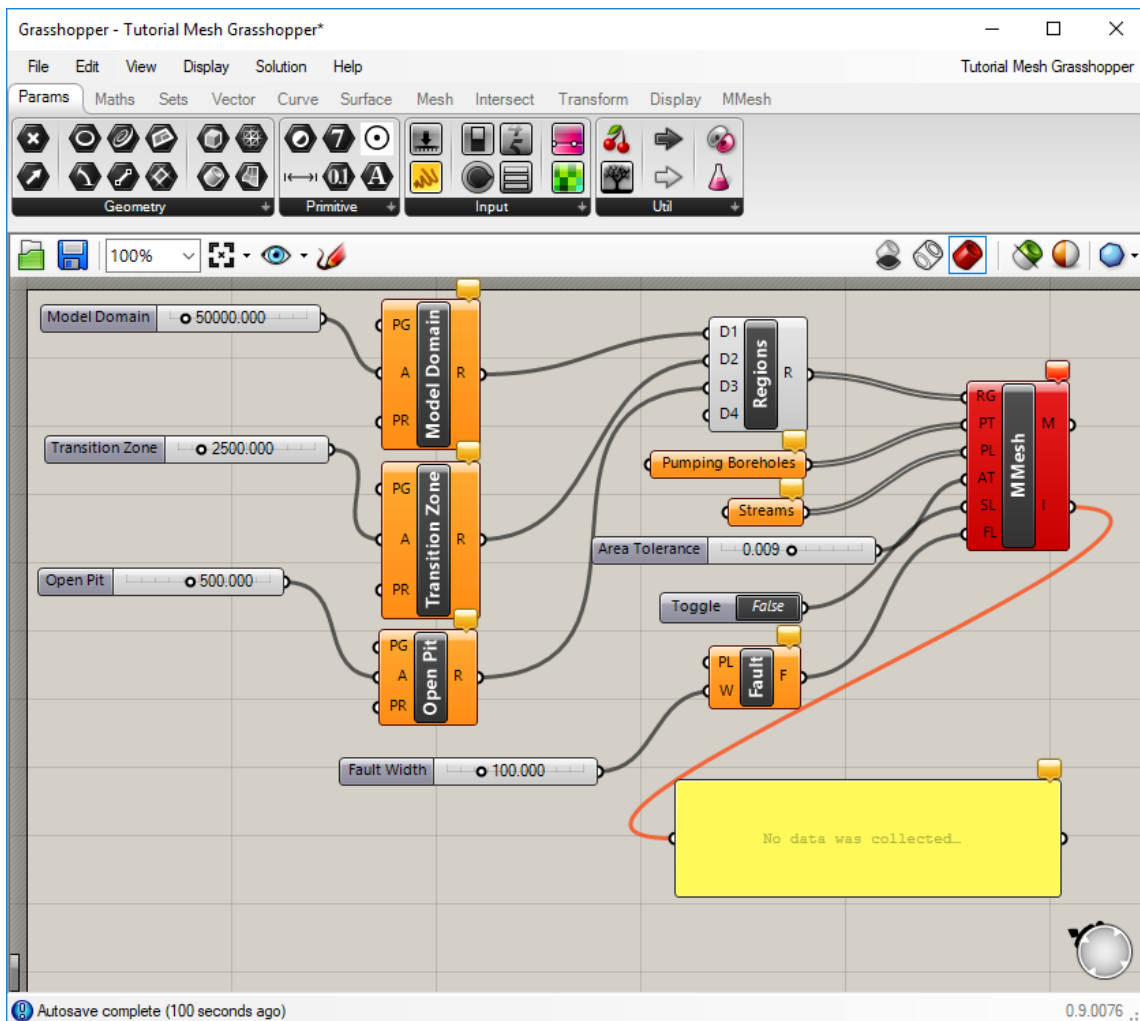 Grasshopper - Tutorial Mesh Grasshopper*
File Edit View Display Solution Help
Tutorial Mesh Grasshopper
Params Maths Sets Vector Curve Surface Mesh Intersect Transform Display MMesh
7
0.1 A
Geometry Primitive Input Util
100%
Model Domain 50000.000
PG
A
PR
Model Domain
R
Transition Zone 2500.000
PG
A
PR
Transition Zone
R
Open Pit 500.000
PG
A
PR
Open Pit
R
D1
D2
D3
D4
Regions
R
Pumping Boreholes
Streams
Area Tolerance 0.009
Toggle False
PL
W
Fault
F
Fault Width 100.000
RG
PT
PL
AT
SL
FL
MMesh
M
I
No data was collected…
Autosave complete (100 seconds ago)
0.9.0076